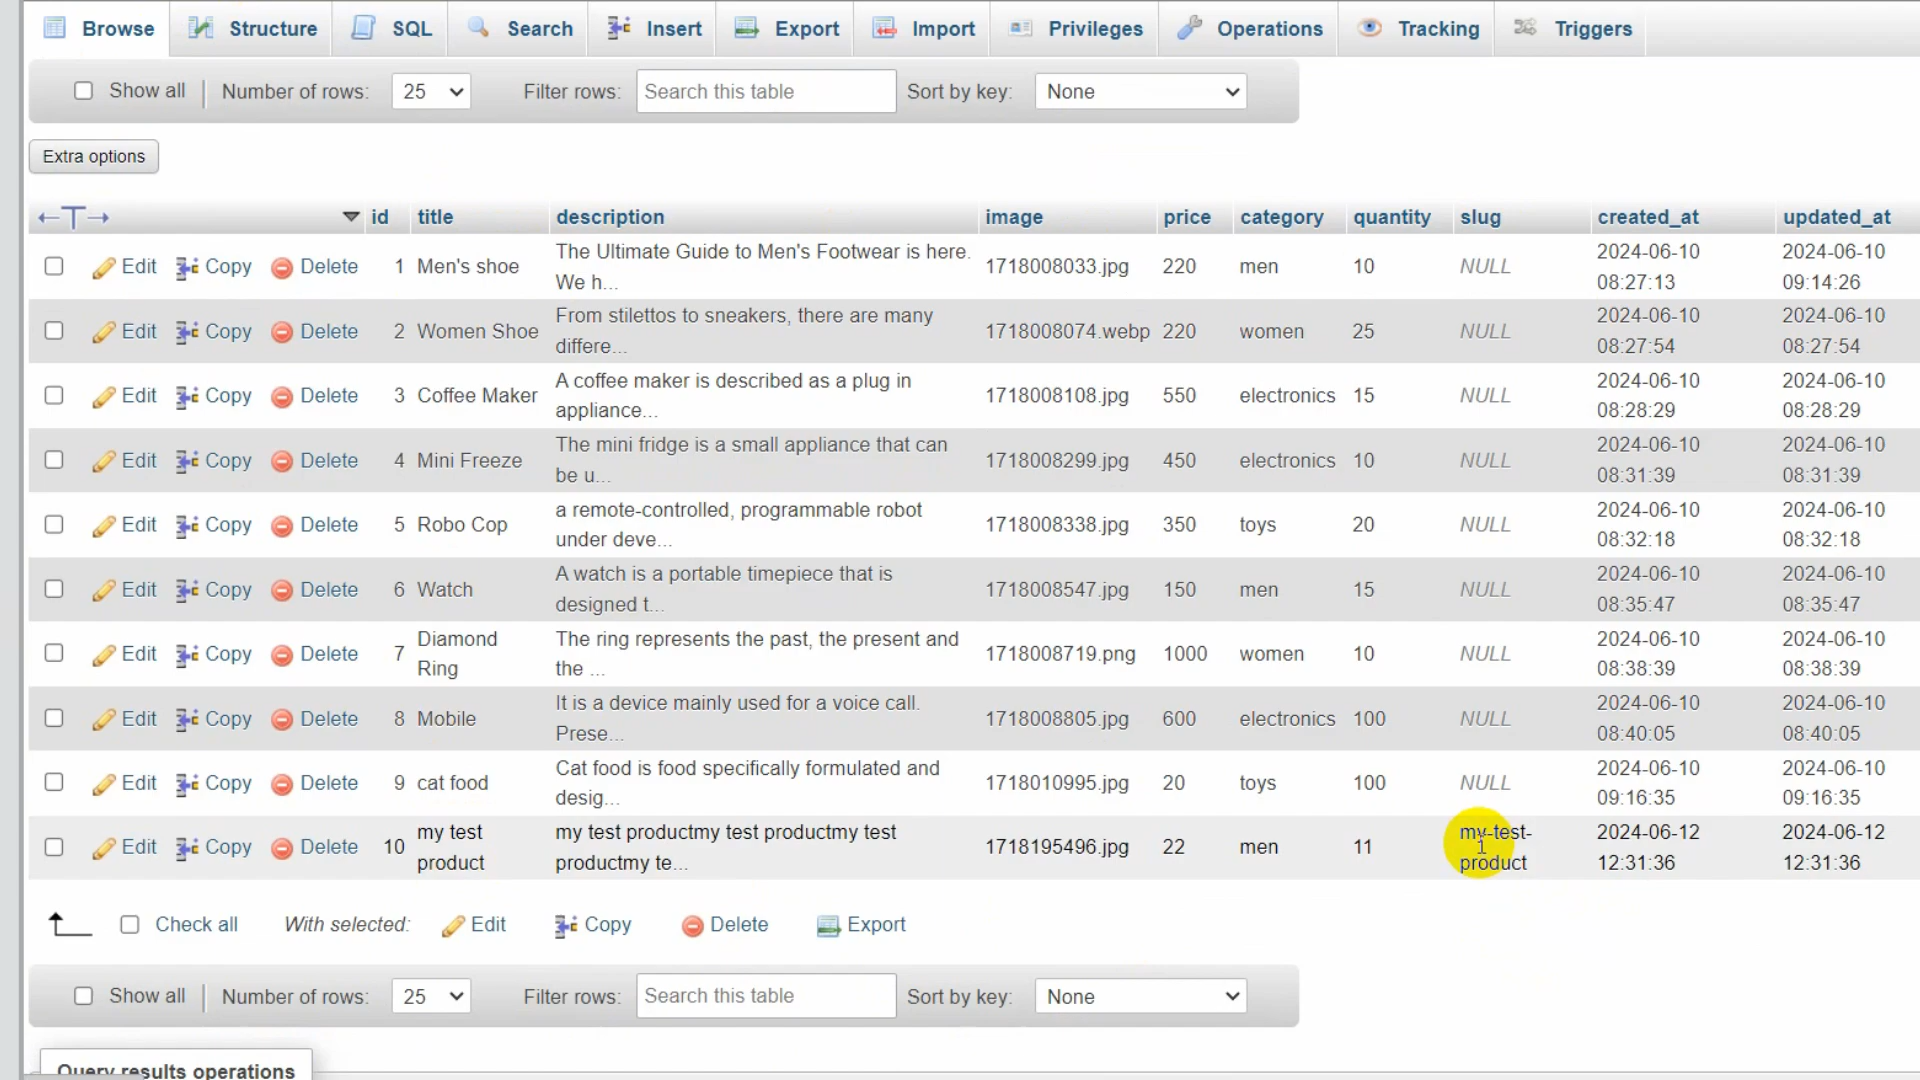 Browse Structure SQL Search Insert Export Import Privileges Operations Tracking Triggers
Show all Number of rows: 25 Filter rows: Search this table Sort by key: None
Extra options
id title description image price category quantity slug created_at updated_at
Edit Copy Delete 1 Men's shoe The Ultimate Guide to Men's Footwear is here. We h... 1718008033.jpg 220 men 10 NULL 2024-06-10 08:27:13 2024-06-10 09:14:26
Edit Copy Delete 2 Women Shoe From stilettos to sneakers, there are many differe... 1718008074.webp 220 women 25 NULL 2024-06-10 08:27:54 2024-06-10 08:27:54
Edit Copy Delete 3 Coffee Maker A coffee maker is described as a plug in appliance... 1718008108.jpg 550 electronics 15 NULL 2024-06-10 08:28:29 2024-06-10 08:28:29
Edit Copy Delete 4 Mini Freeze The mini fridge is a small appliance that can be u... 1718008299.jpg 450 electronics 10 NULL 2024-06-10 08:31:39 2024-06-10 08:31:39
Edit Copy Delete 5 Robo Cop a remote-controlled, programmable robot under deve... 1718008338.jpg 350 toys 20 NULL 2024-06-10 08:32:18 2024-06-10 08:32:18
Edit Copy Delete 6 Watch A watch is a portable timepiece that is designed t... 1718008547.jpg 150 men 15 NULL 2024-06-10 08:35:47 2024-06-10 08:35:47
Edit Copy Delete 7 Diamond Ring The ring represents the past, the present and the ... 1718008719.png 1000 women 10 NULL 2024-06-10 08:38:39 2024-06-10 08:38:39
Edit Copy Delete 8 Mobile It is a device mainly used for a voice call. Prese... 1718008805.jpg 600 electronics 100 NULL 2024-06-10 08:40:05 2024-06-10 08:40:05
Edit Copy Delete 9 cat food Cat food is food specifically formulated and desig... 1718010995.jpg 20 toys 100 NULL 2024-06-10 09:16:35 2024-06-10 09:16:35
Edit Copy Delete 10 my test product my test productmy test productmy test productmy te... 1718195496.jpg 22 men 11 my-test-product 2024-06-12 12:31:36 2024-06-12 12:31:36
Check all With selected: Edit Copy Delete Export
Show all Number of rows: 25 Filter rows: Search this table Sort by key: None
Query results operations